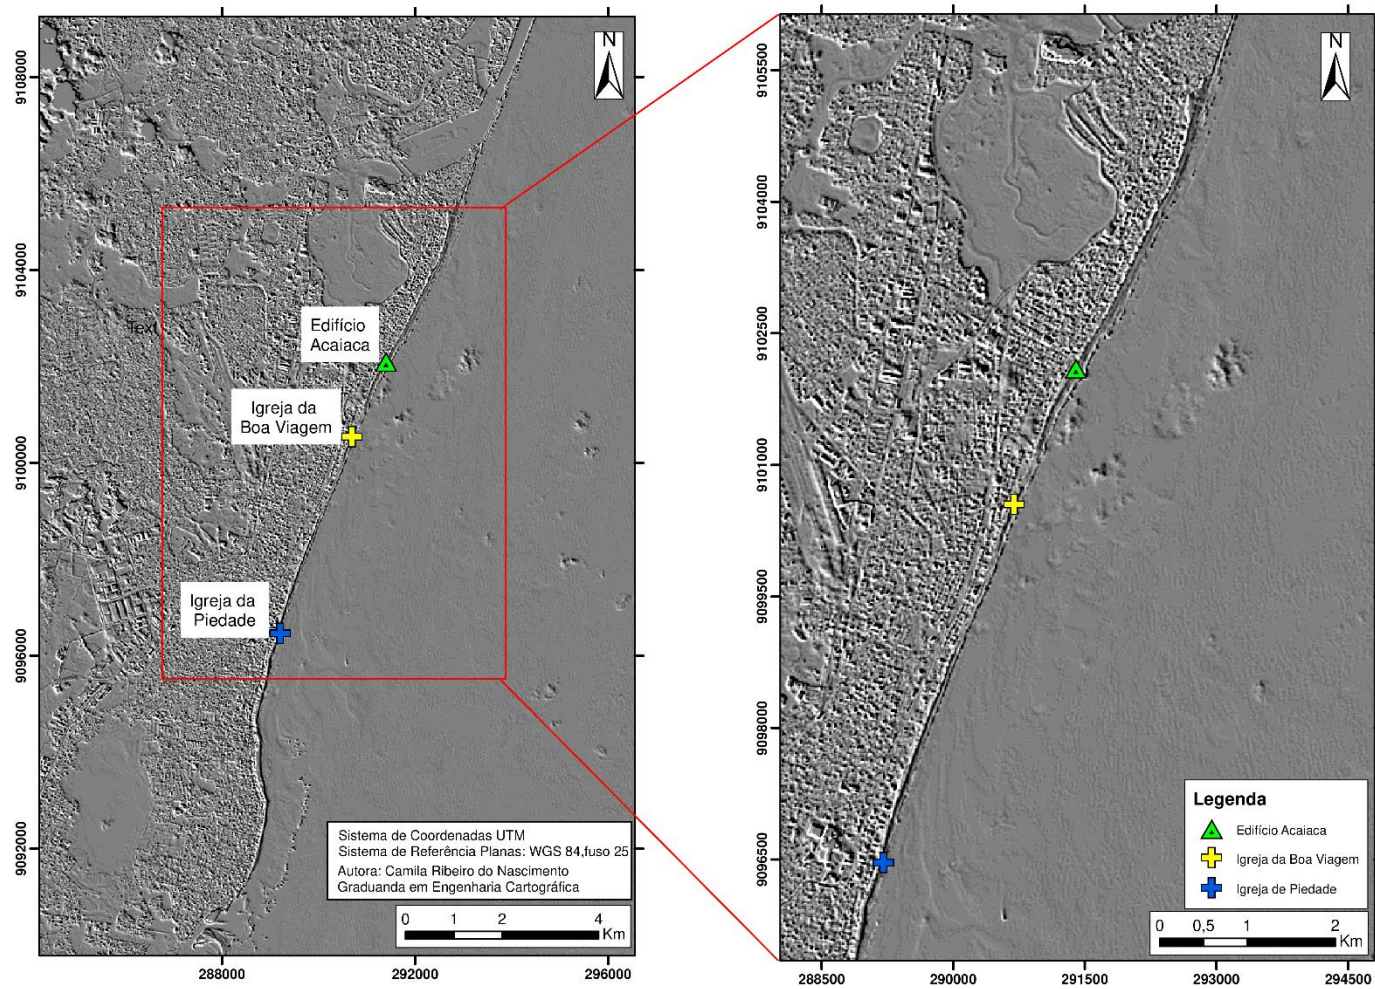 N
9108000
9104000
9100000
9096000
9092000
Text
Edifício
Acaiaca
Igreja da
Boa Viagem
Igreja da
Piedade
Sistema de Coordenadas UTM
Sistema de Referência Planas: WGS 84,fuso 25
Autora: Camila Ribeiro do Nascimento
Graduanda em Engenharia Cartográfica
0 1 2 4
Km
288000 292000 296000
N
9105500
9104000
9102500
9101000
9099500
9098000
9096500
Legenda
Edifício Acaiaca
Igreja da Boa Viagem
Igreja de Piedade
0 0,5 1 2
Km
288500 290000 291500 293000 294500